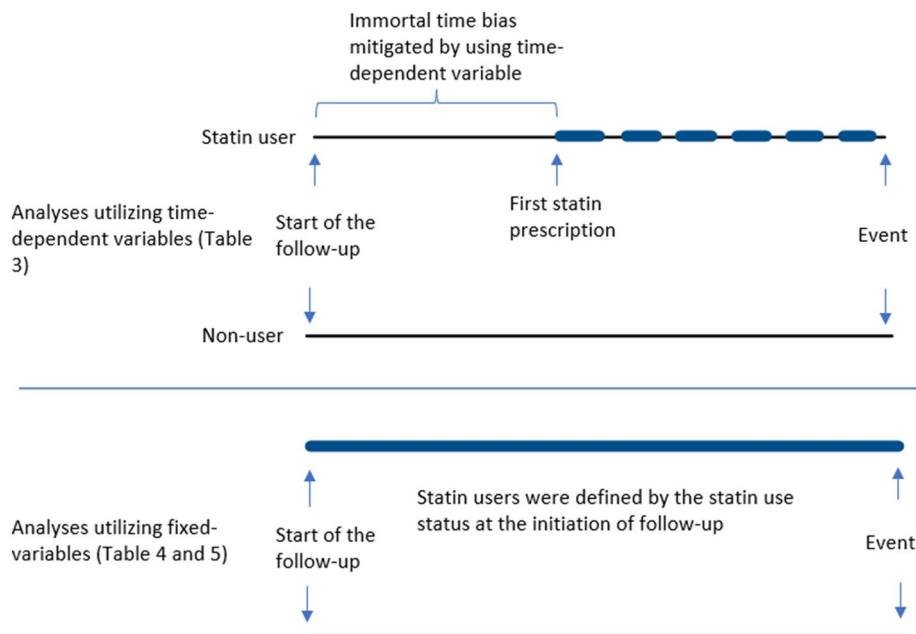 Immortal time bias
mitigated by using time-
dependent variable
Statin user
First statin
prescription
Analyses utilizing time-
dependent variables (Table
3)
Start of the
follow-up
Event
Non-user
Statin users were defined by the statin use
status at the initiation of follow-up
Analyses utilizing fixed-
variables (Table 4 and 5)
Start of the
follow-up
Event